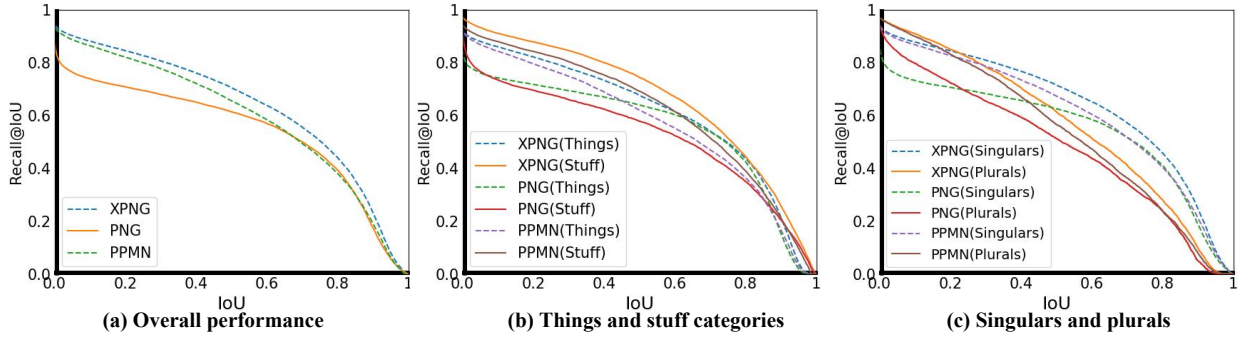 1
0.8
0.6
0.4
0.2
0.0
Recall@IoU
XPNG
PNG
PPMN
0.0 0.2 0.4 0.6 0.8 1
IoU
(a) Overall performance
1
0.8
0.6
0.4
0.2
0.0
Recall@IoU
XPNG(Things)
XPNG(Stuff)
PNG(Things)
PNG(Stuff)
PPMN(Things)
PPMN(Stuff)
0.0 0.2 0.4 0.6 0.8 1
IoU
(b) Things and stuff categories
1
0.8
0.6
0.4
0.2
0.0
Recall@IoU
XPNG(Singulars)
XPNG(Plurals)
PNG(Singulars)
PNG(Plurals)
PPMN(Singulars)
PPMN(Plurals)
0.0 0.2 0.4 0.6 0.8 1
IoU
(c) Singulars and plurals